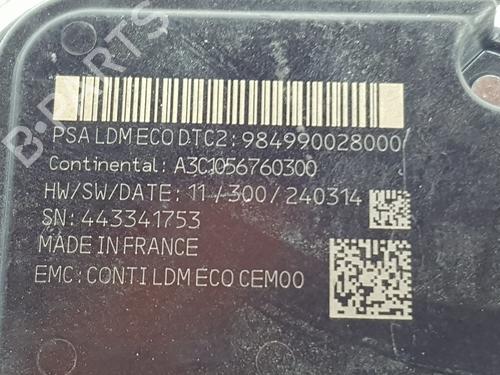 PSA LDM ECO DTC2: 984990028000
Continental: A3C1056760300
HW/SW/DATE: 11/300/240314
SN: 443341753
MADE IN FRANCE
EMC: CONTI LDM ECO CEM00
B-PARTS